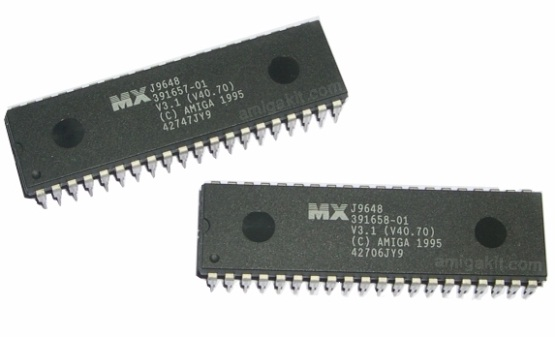 MX J9648
391657-01
V3.1 (V40.70)
(C) AMIGA 1995
42747JY9
amigakit.com
MX J9648
391658-01
V3.1 (V40.70)
(C) AMIGA 1995
42706JY9
amigakit.com